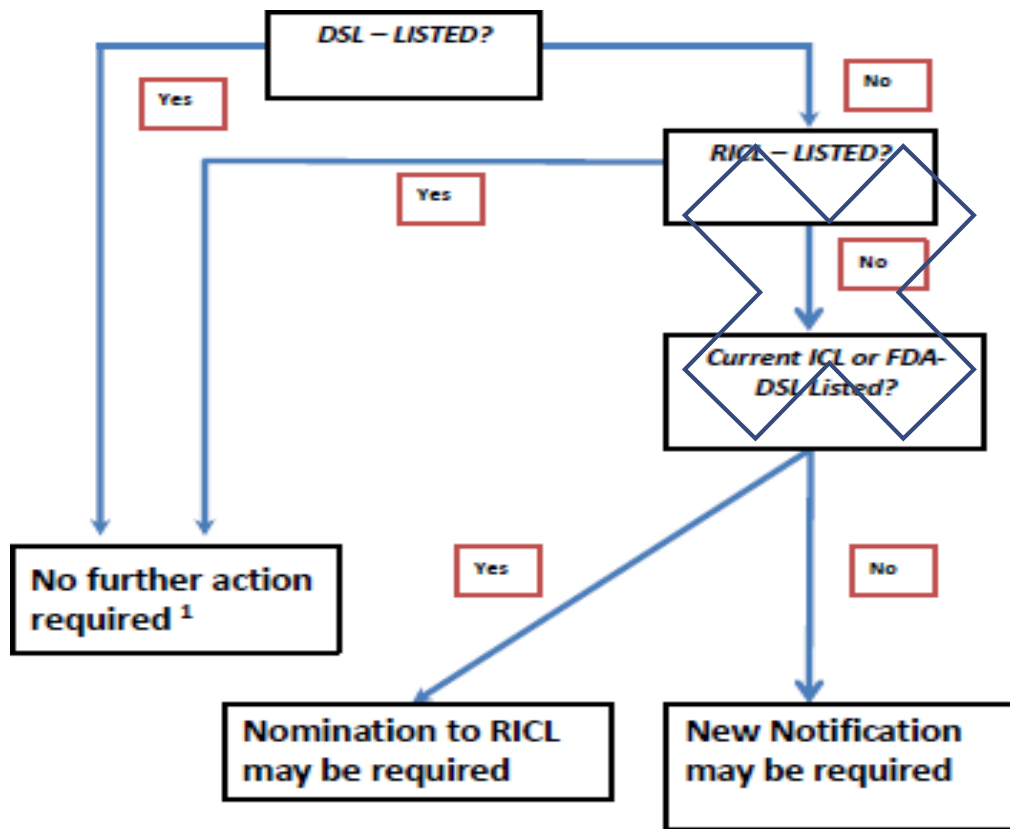 DSL – LISTED?
Yes
No
RICL – LISTED?
Yes
No
Current ICL or FDA-
DSL Listed?
No further action
required ¹
Yes
No
Nomination to RICL
may be required
New Notification
may be required